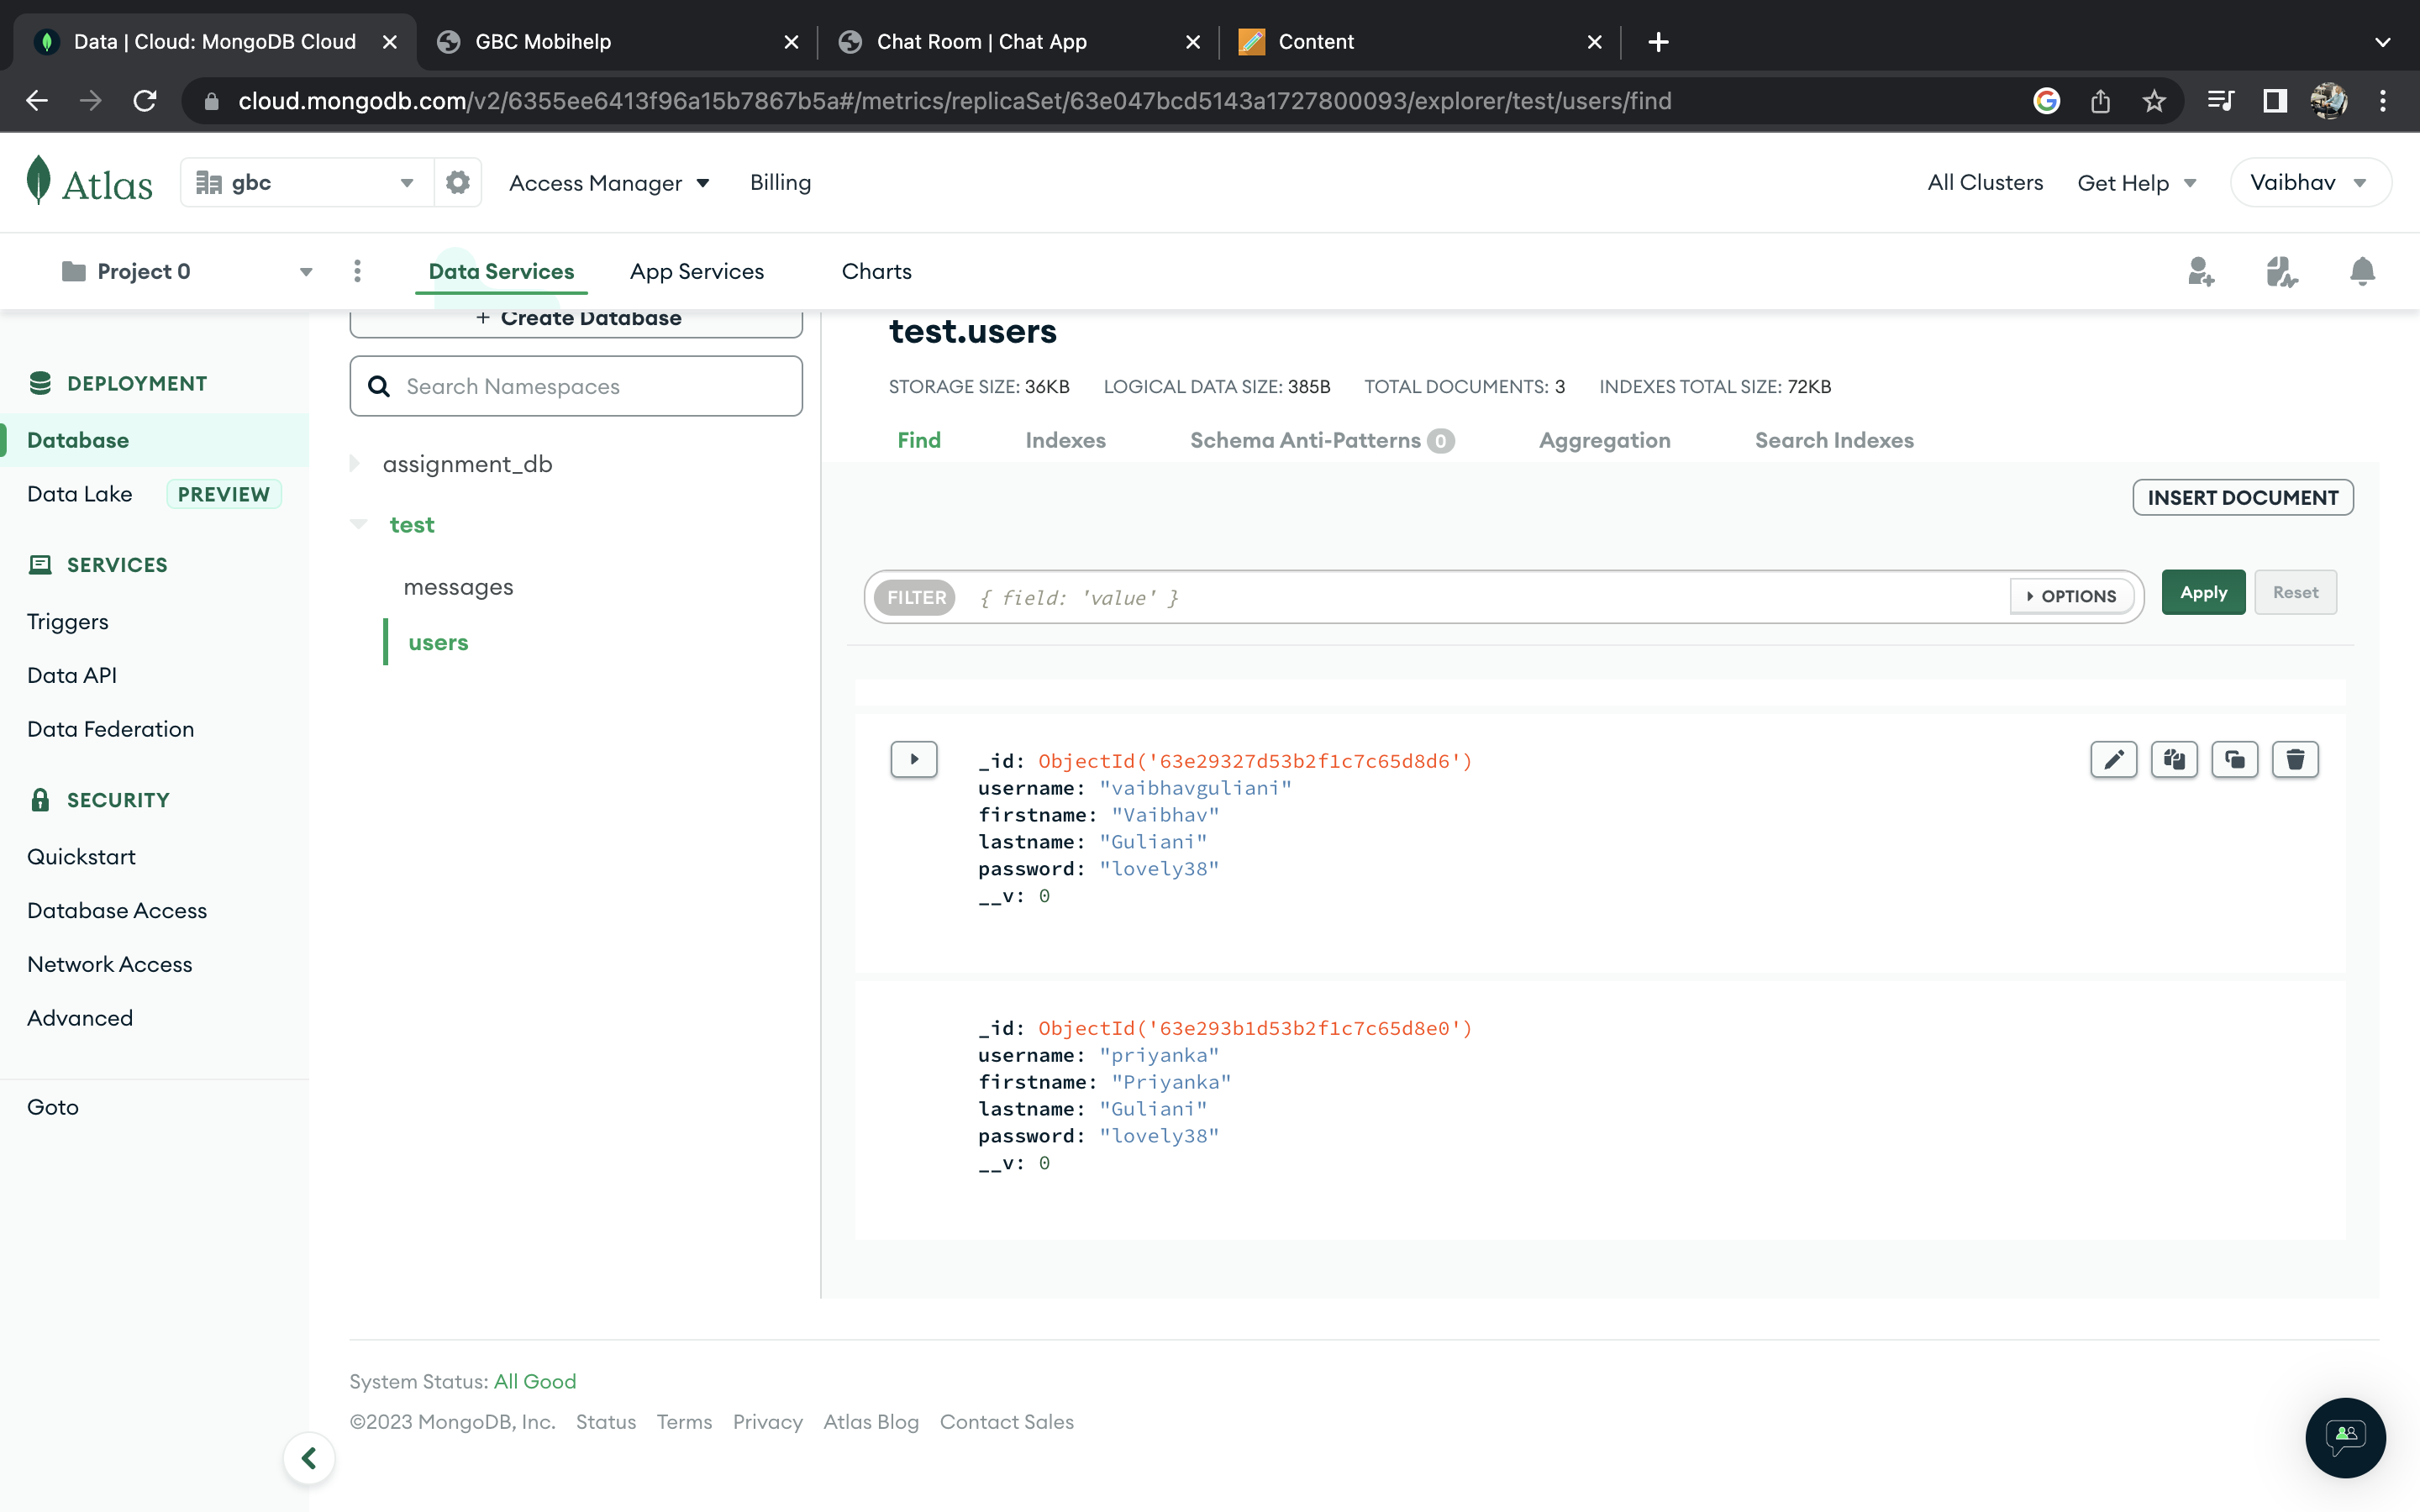 Data | Cloud: MongoDB Cloud
GBC Mobihelp
Chat Room | Chat App
Content
cloud.mongodb.com/v2/6355ee6413f96a15b7867b5a#/metrics/replicaSet/63e047bcd5143a1727800093/explorer/test/users/find
Atlas
gbc
Access Manager
Billing
All Clusters
Get Help
Vaibhav
Project 0
Data Services
App Services
Charts
DEPLOYMENT
Database
Data Lake PREVIEW
SERVICES
Triggers
Data API
Data Federation
SECURITY
Quickstart
Database Access
Network Access
Advanced
Goto
+ Create Database
Search Namespaces
assignment_db
test
messages
users
test.users
STORAGE SIZE: 36KB LOGICAL DATA SIZE: 385B TOTAL DOCUMENTS: 3 INDEXES TOTAL SIZE: 72KB
Find Indexes Schema Anti-Patterns 0 Aggregation Search Indexes
INSERT DOCUMENT
FILTER { field: 'value' } OPTIONS Apply Reset
_id: ObjectId('63e29327d53b2f1c7c65d8d6')
username: "vaibhavguliani"
firstname: "Vaibhav"
lastname: "Guliani"
password: "lovely38"
__v: 0
_id: ObjectId('63e293b1d53b2f1c7c65d8e0')
username: "priyanka"
firstname: "Priyanka"
lastname: "Guliani"
password: "lovely38"
__v: 0
System Status: All Good
©2023 MongoDB, Inc. Status Terms Privacy Atlas Blog Contact Sales